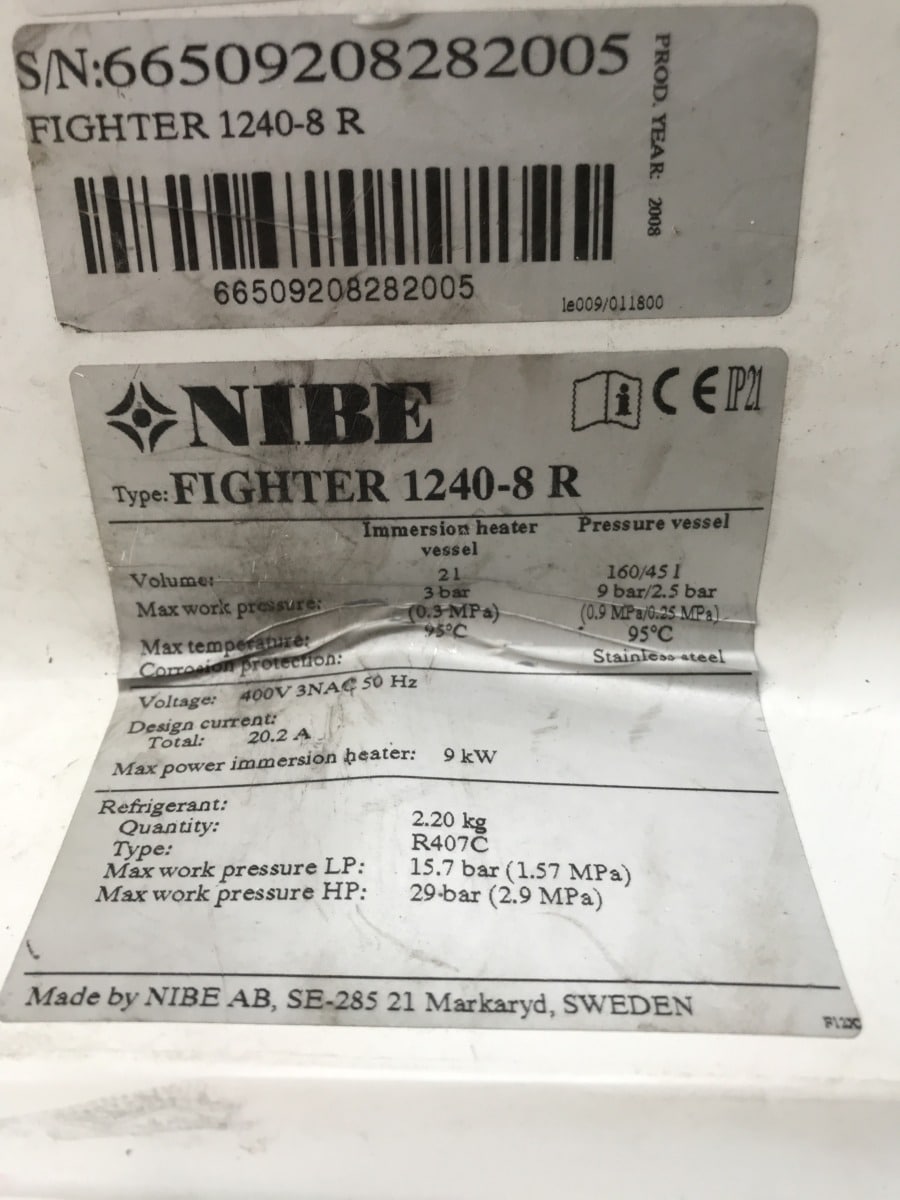 S/N:66509208282005
PROD. YEAR: 2008
FIGHTER 1240-8 R
66509208282005
le009/011800
NIBE
i CE IP21
Type: FIGHTER 1240-8 R
Immersion heater vessel Pressure vessel
Volume: 2 l 160/45 l
Max work pressure: 3 bar 9 bar/2.5 bar
(0.3 MPa) (0.9 MPa/0.25 MPa)
Max temperature: 95°C 95°C
Corrosion protection: Stainless steel
Voltage: 400V 3NAC 50 Hz
Design current:
Total: 20.2 A
Max power immersion heater: 9 kW
Refrigerant:
Quantity: 2.20 kg
Type: R407C
Max work pressure LP: 15.7 bar (1.57 MPa)
Max work pressure HP: 29 bar (2.9 MPa)
Made by NIBE AB, SE-285 21 Markaryd, SWEDEN